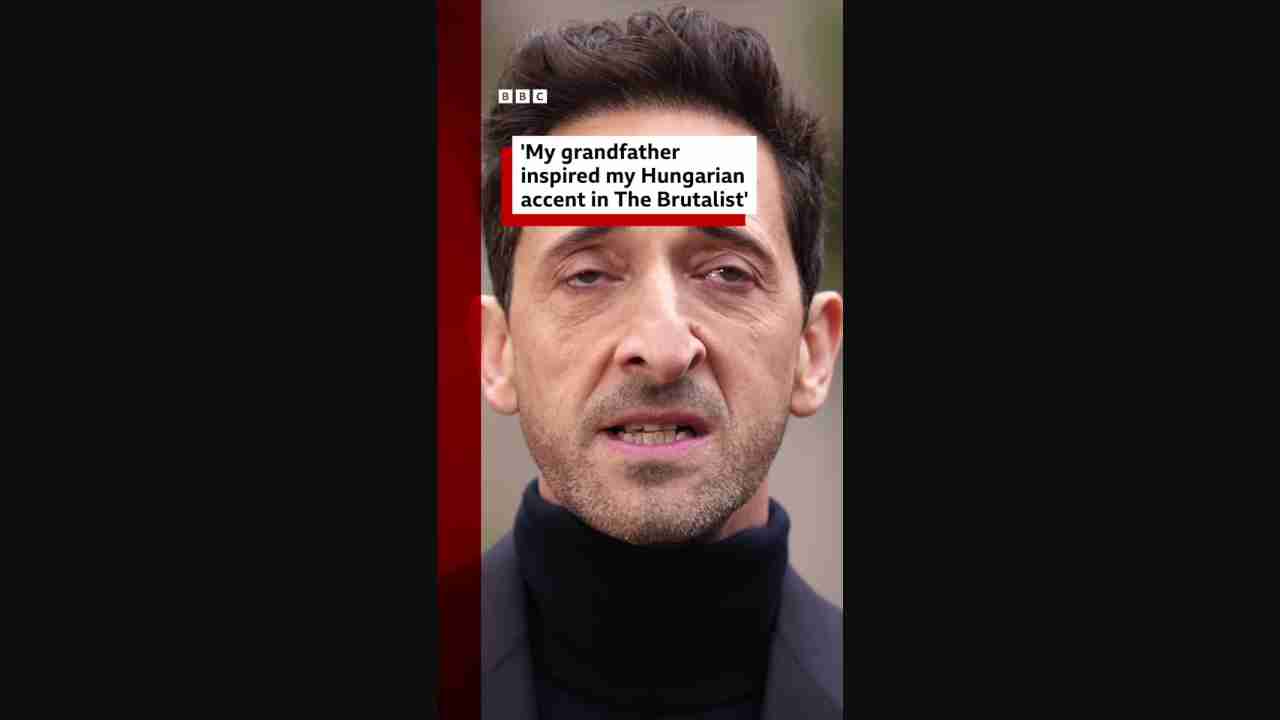 BBC
'My grandfather
inspired my Hungarian
accent in The Brutalist'